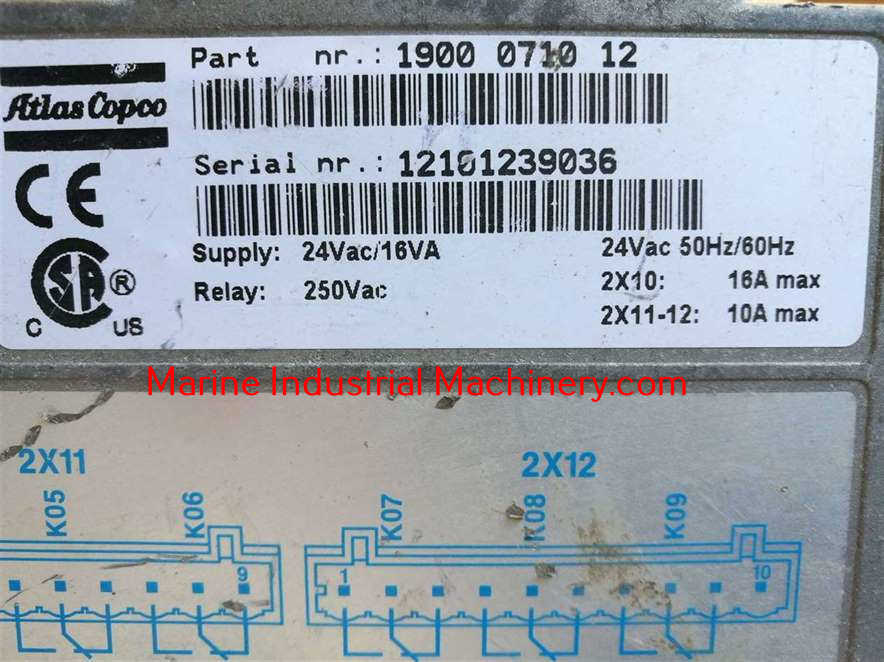 Part nr.: 1900 0710 12
Atlas Copco
Serial nr.: 12101239036
CE
Supply: 24Vac/16VA 24Vac 50Hz/60Hz
Relay: 250Vac 2X10: 16A max
2X11-12: 10A max
SA ®
C US
Marine Industrial Machinery.com
2X11 2X12
K05 K06 K07 K08 K09
9 1 10